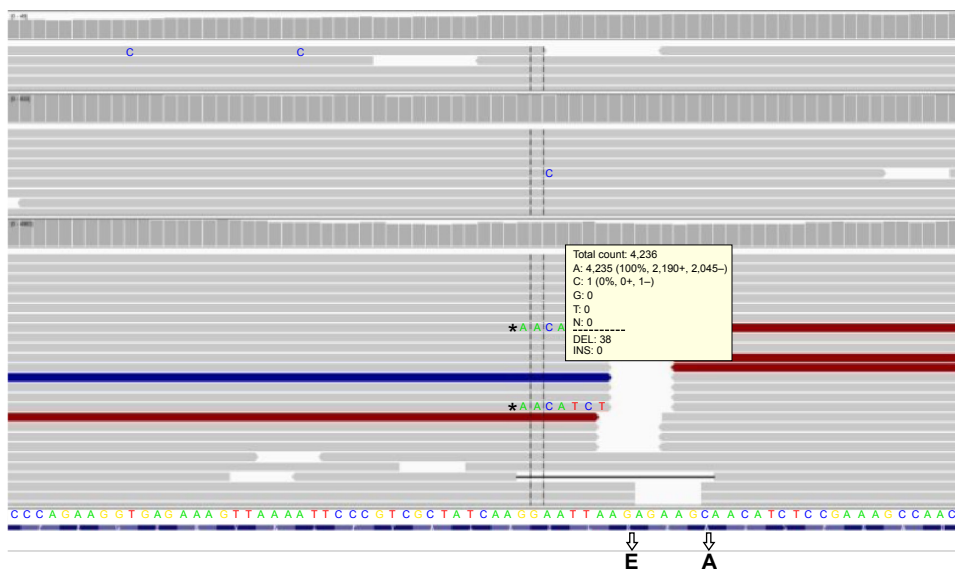 C C
C
Total count: 4,236
A: 4,235 (100%, 2,190+, 2,045–)
C: 1 (0%, 0+, 1–)
G: 0
T: 0
N: 0
----------
DEL: 38
INS: 0
*A A C A
*A A C A T C T
C C C A G A A G G T G A G A A A G T T A A A A T T C C C G T C G C T A T C A A G G A A T T A A G A G A A G C A A C A T C T C C G A A A G C C A A C
E A